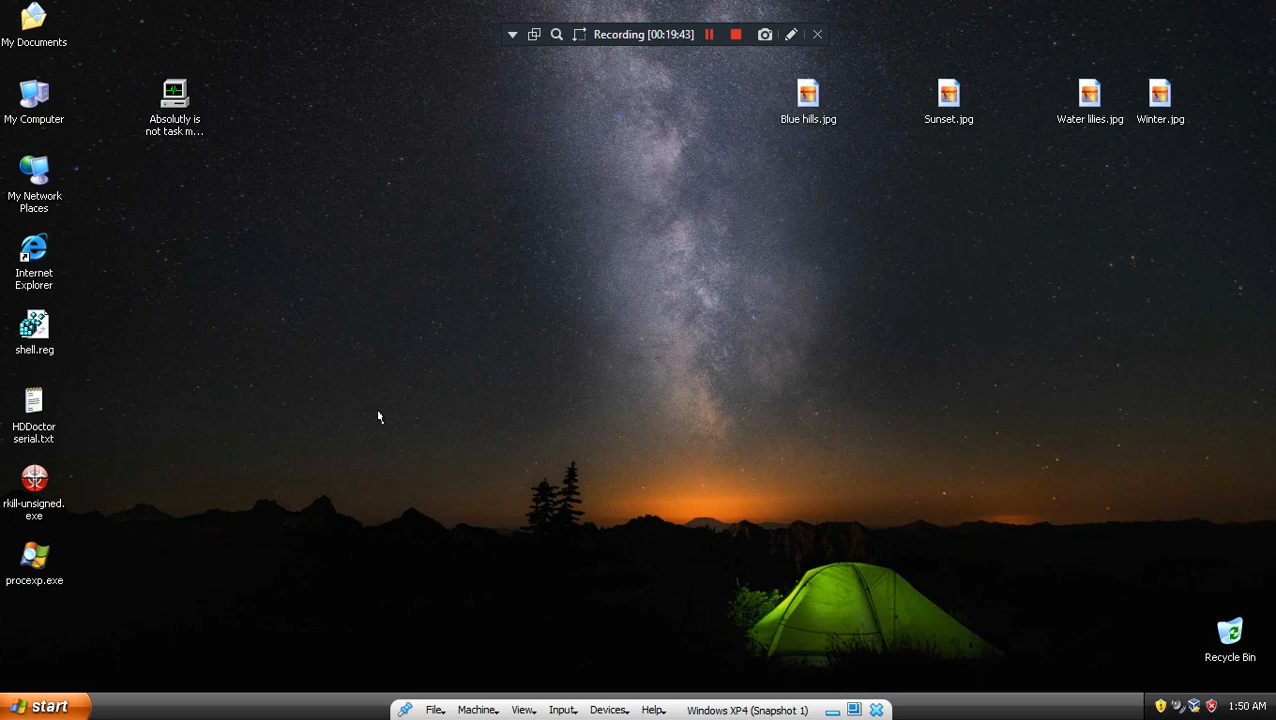 Recording [00:19:43]
My Documents
My Computer
Absolutly is
not task m...
Blue hills.jpg
Sunset.jpg
Water lilies.jpg
Winter.jpg
My Network
Places
Internet
Explorer
shell.reg
HDDoctor
serial.txt
rkill-unsigned.
exe
procexp.exe
Recycle Bin
start
File
Machine
View
Input
Devices
Help
Windows XP4 (Snapshot 1)
1:50 AM